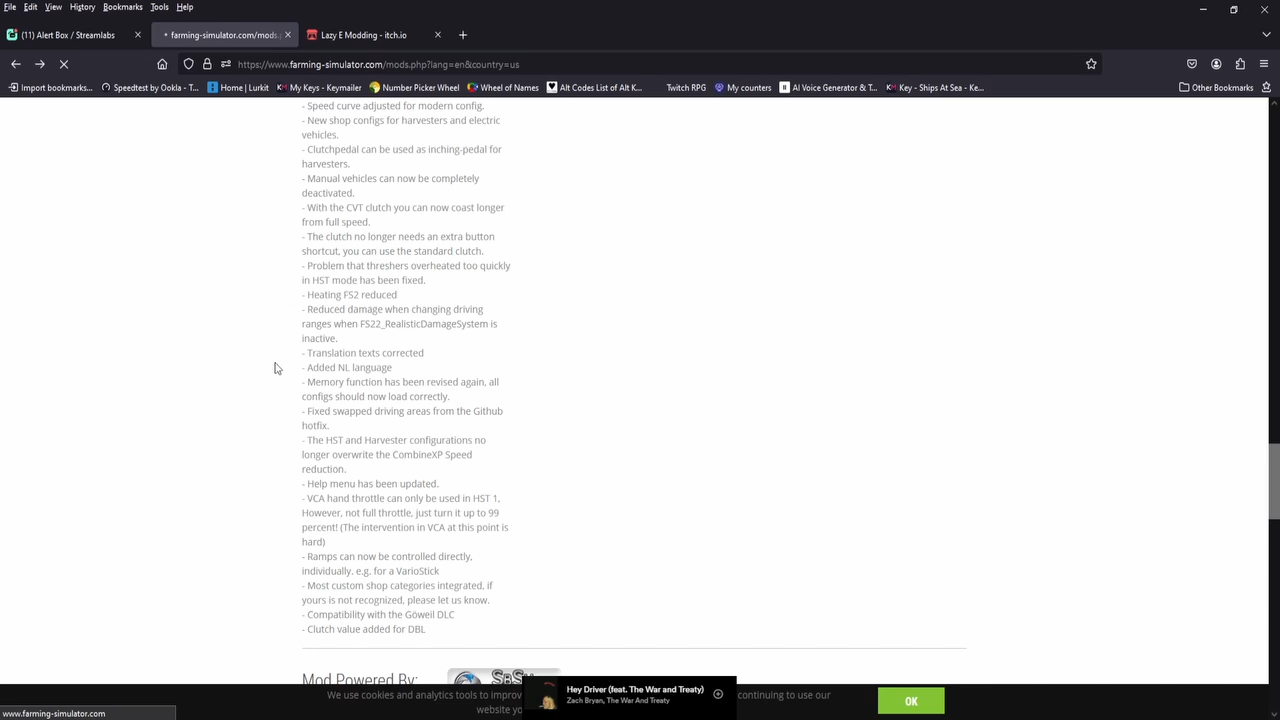 File Edit View History Bookmarks Tools Help
(11) Alert Box / Streamlabs
farming-simulator.com/mods.
Lazy E Modding - itch.io
https://www.farming-simulator.com/mods.php?lang=en&country=us
Import bookmarks... Speedtest by Ookla - T... Home | Lurkit KM My Keys - Keymailer Number Picker Wheel Wheel of Names Alt Codes List of Alt K... Twitch RPG My counters AI Voice Generator & T... KM Key - Ships At Sea - Ke... Other Bookmarks
- Speed curve adjusted for modern config.
- New shop configs for harvesters and electric
vehicles.
- Clutchpedal can be used as inching-pedal for
harvesters.
- Manual vehicles can now be completely
deactivated.
- With the CVT clutch you can now coast longer
from full speed.
- The clutch no longer needs an extra button
shortcut, you can use the standard clutch.
- Problem that threshers overheated too quickly
in HST mode has been fixed.
- Heating FS2 reduced
- Reduced damage when changing driving
ranges when FS22_RealisticDamageSystem is
inactive.
- Translation texts corrected
- Added NL language
- Memory function has been revised again, all
configs should now load correctly.
- Fixed swapped driving areas from the Github
hotfix.
- The HST and Harvester configurations no
longer overwrite the CombineXP Speed
reduction.
- Help menu has been updated.
- VCA hand throttle can only be used in HST 1,
However, not full throttle, just turn it up to 99
percent! (The intervention in VCA at this point is
hard)
- Ramps can now be controlled directly,
individually. e.g. for a VarioStick
- Most custom shop categories integrated, if
yours is not recognized, please let us know.
- Compatibility with the Göweil DLC
- Clutch value added for DBL
Mod Powered By:
We use cookies and analytics tools to improv
continuing to use our
website yo
OK
Hey Driver (feat. The War and Treaty)
Zach Bryan, The War And Treaty
www.farming-simulator.com